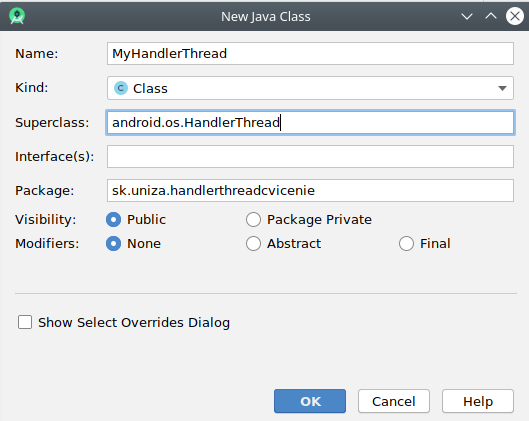 New Java Class
Name: MyHandlerThread
Kind: C Class
Superclass: android.os.HandlerThread
Interface(s):
Package: sk.uniza.handlerthreadcvicenie
Visibility: Public Package Private
Modifiers: None Abstract Final
Show Select Overrides Dialog
OK Cancel Help